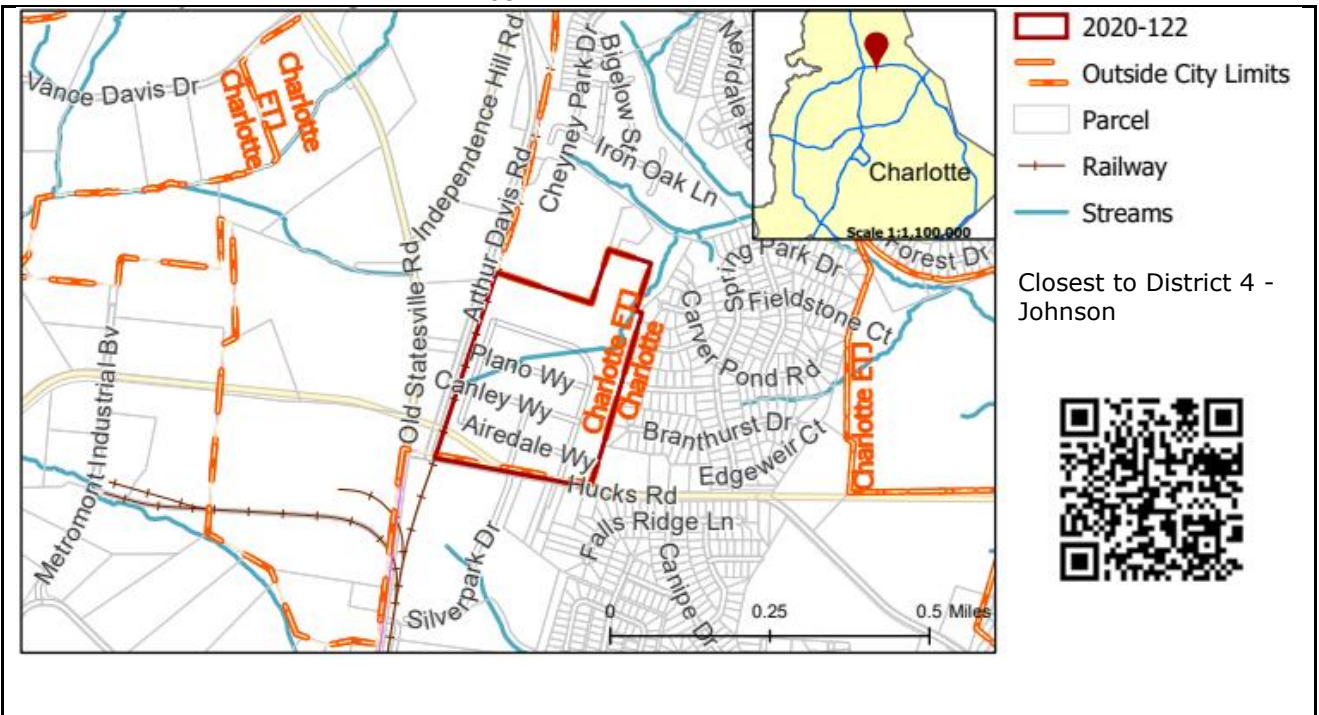 Vance Davis Dr
Charlotte
ETJ
Charlotte
Independence Hill Rd
Arthur Davis Rd
Cheyney Park Dr
Bigelow St
Iron Oak Ln
Old Statesville Rd
Metromont Industrial Bv
Plano Wy
Canley Wy
Airedale Wy
Charlotte ETJ
Charlotte
Spring Park Dr
Fieldstone Ct
Forest Dr
Carver Pond Rd
Branthurst Dr
Edgeweir Ct
Charlotte ETJ
Hucks Rd
Falls Ridge Ln
Canipe Dr
Silverpark Dr
0 0.25 0.5 Miles
Charlotte
Scale 1:1,100,000
2020-122
Outside City Limits
Parcel
Railway
Streams
Closest to District 4 -
Johnson